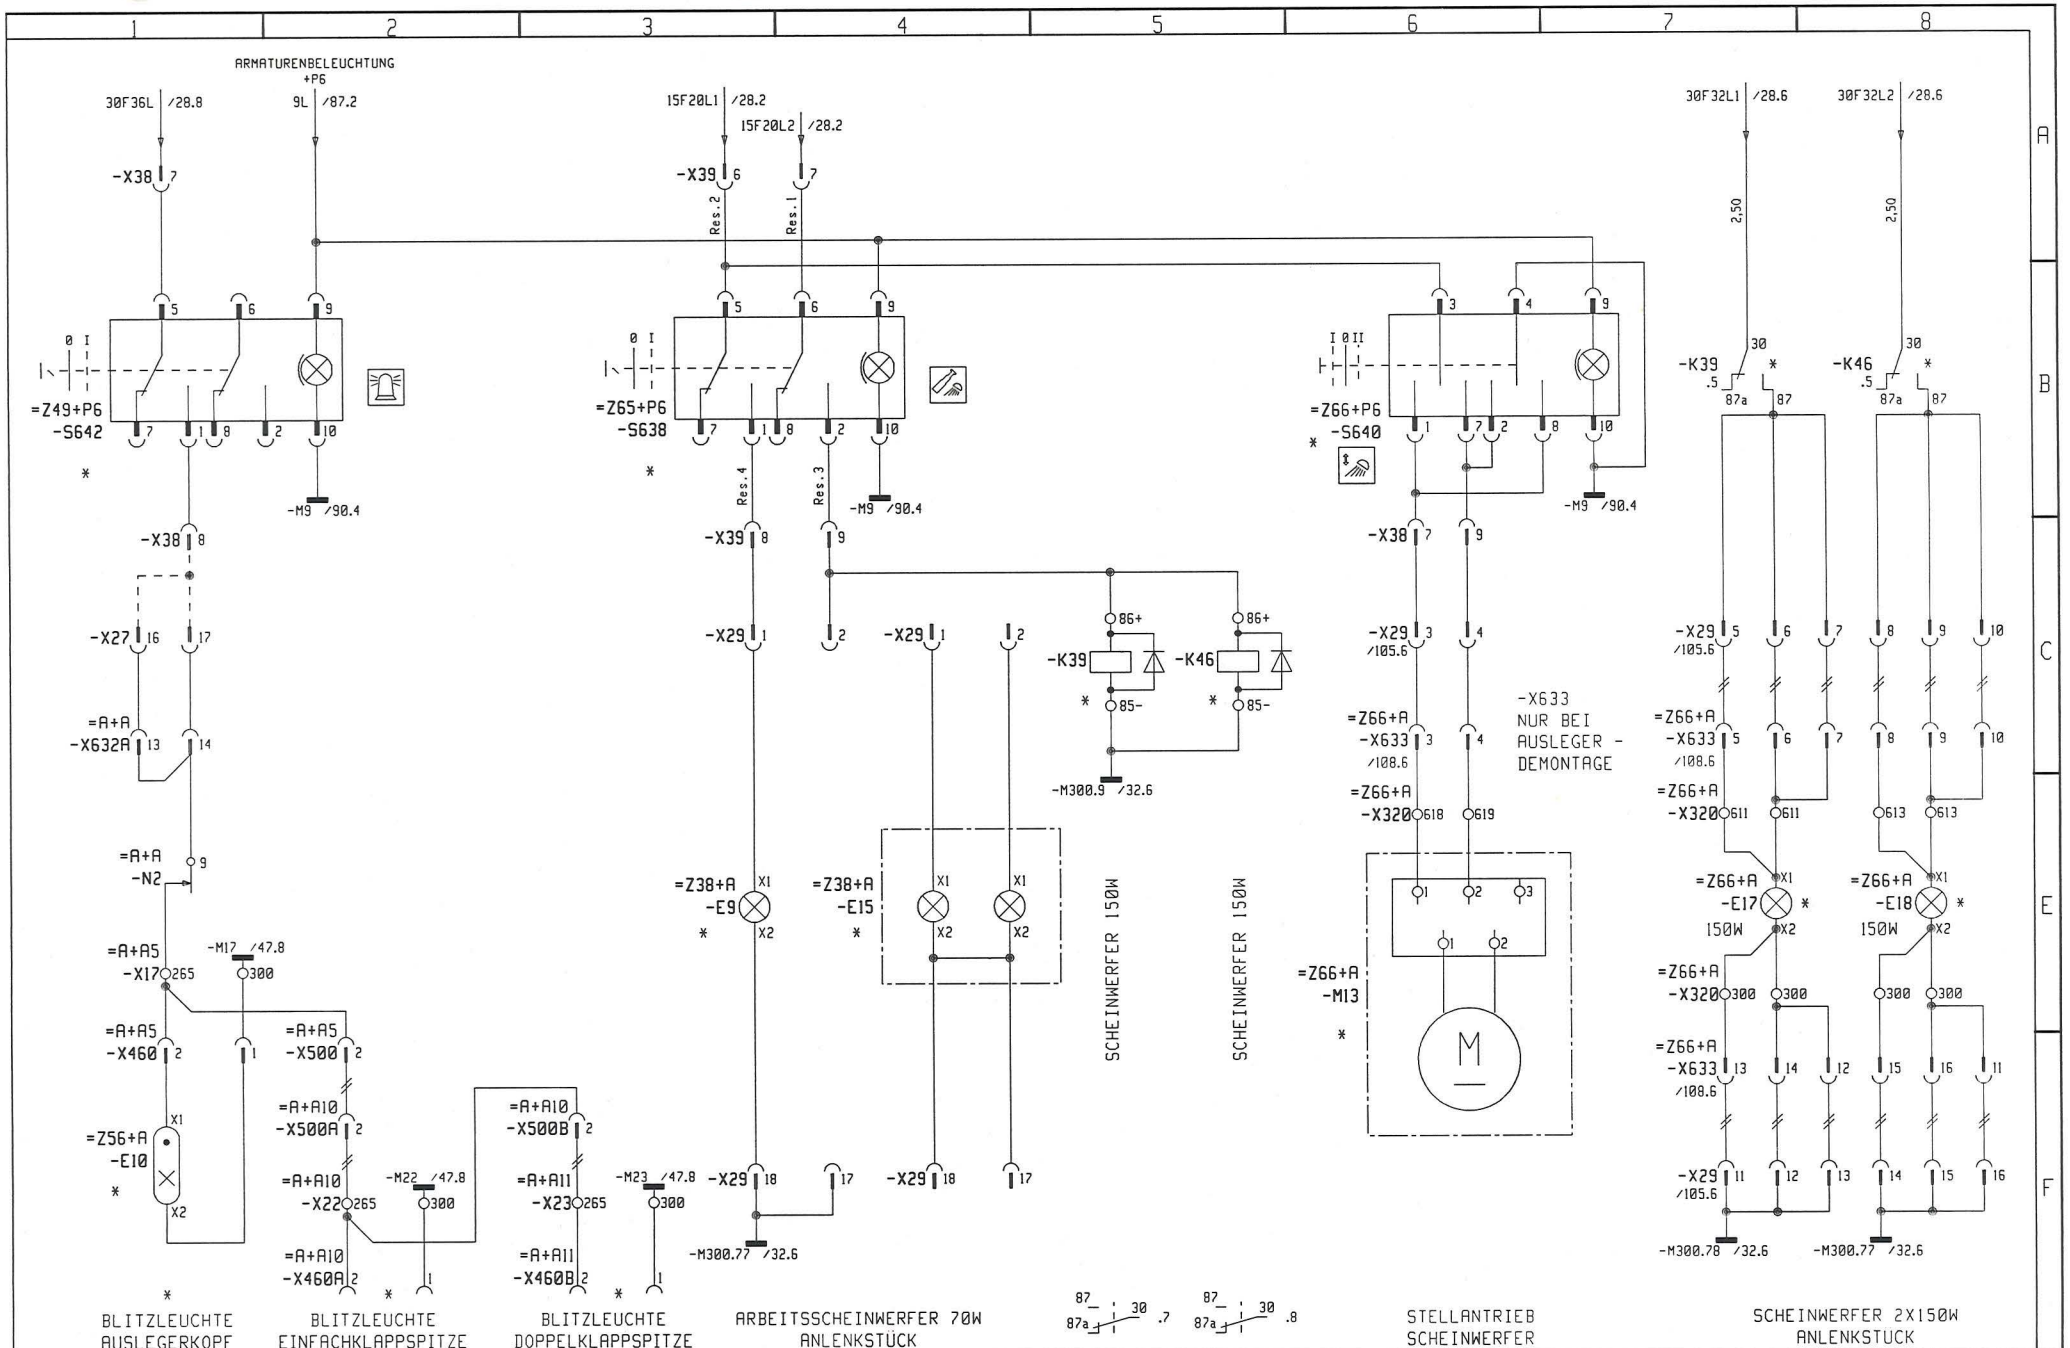 1 2 3 4 5 6 7 8
ARMATURENBELEUCHTUNG
+P6
30F36L /28.8
9L /87.2
15F20L1 /28.2
15F20L2 /28.2
30F32L1 /28.6
30F32L2 /28.6
A
-X38 7
-X39 6
7
Res.2
Res.1
2,50
2,50
5 6 9
5 6 9
3 4 9
0 I
0 I
I 0 II
=Z49+P6
-S642
*
7 1 8 2 10
=Z65+P6
-S638
*
7 1 8 2 10
=Z66+P6
-S640
*
1 7 2 8 10
-K39 30 *
.5 87a 87
-K46 30 *
.5 87a 87
B
-M9 /90.4
Res.4
Res.3
-M9 /90.4
-M9 /90.4
-X38 8
-X39 8 9
-X38 7 9
-X27 16 17
-X29 1 2
-X29 1 2
86+
-K39
* 85-
86+
-K46
* 85-
-X29 3 4
/105.6
-X29 5 6 7 8 9 10
/105.6
C
=A+A
-X632A 13 14
-M300.9 /32.6
=Z66+A
-X633 3 4
/108.6
-X633
NUR BEI
AUSLEGER -
DEMONTAGE
=Z66+A
-X633 5 6 7 8 9 10
/108.6
=Z66+A
-X320 618 619
=Z66+A
-X320 611 611 613 613
=A+A
-N2 9
=Z38+A
-E9
*
X1
X2
=Z38+A
-E15
*
X1 X1
X2 X2
SCHEINWERFER 150W
SCHEINWERFER 150W
1 2 3
1 2
=Z66+A
-M13
*
M
=Z66+A
-E17 *
150W
X1
X2
=Z66+A
-E18 *
150W
X1
X2
E
=A+A5
-X17 265
-M17 /47.8
300
=Z66+A
-X320 300 300 300 300
=A+A5
-X460 2 1
=A+A5
-X500 2
=Z66+A
-X633 13 14 12 15 16 11
/108.6
=A+A10
-X500A 2
=A+A10
-X500B 2
=Z56+A
-E10
*
X1
X2
=A+A10
-X22 265
-M22 /47.8
300
=A+A11
-X23 265
-M23 /47.8
300
-X29 18 17
-X29 18 17
-X29 11 12 13 14 15 16
/105.6
F
=A+A10
-X460A 2 1
=A+A11
-X460B 2 1
-M300.77 /32.6
-M300.78 /32.6
-M300.77 /32.6
*
BLITZLEUCHTE
AUSLEGERKOPF
*
BLITZLEUCHTE
EINFACHKLAPPSPITZE
*
BLITZLEUCHTE
DOPPELKLAPPSPITZE
ARBEITSSCHEINWERFER 70W
ANLENKSTÜCK
87
87a 30 .7
87
87a 30 .8
STELLANTRIEB
SCHEINWERFER
SCHEINWERFER 2X150W
ANLENKSTUCK